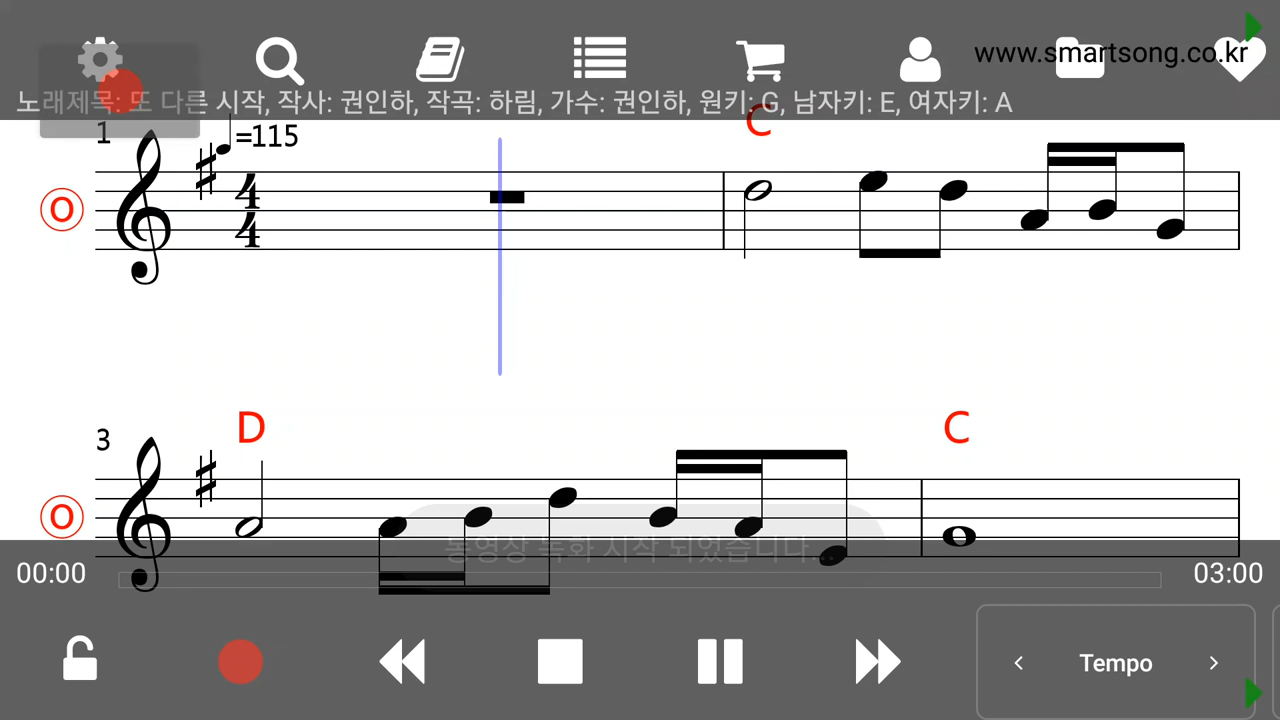 www.smartsong.co.kr
노래제목: 또 다른 시작, 작사: 권인하, 작곡: 하림, 가수: 권인하, 원키: G, 남자키: E, 여자키: A
1
=115
C
4
4
O
3
D
C
O
동영상 녹화 시작 되었습니다...
00:00
03:00
Tempo